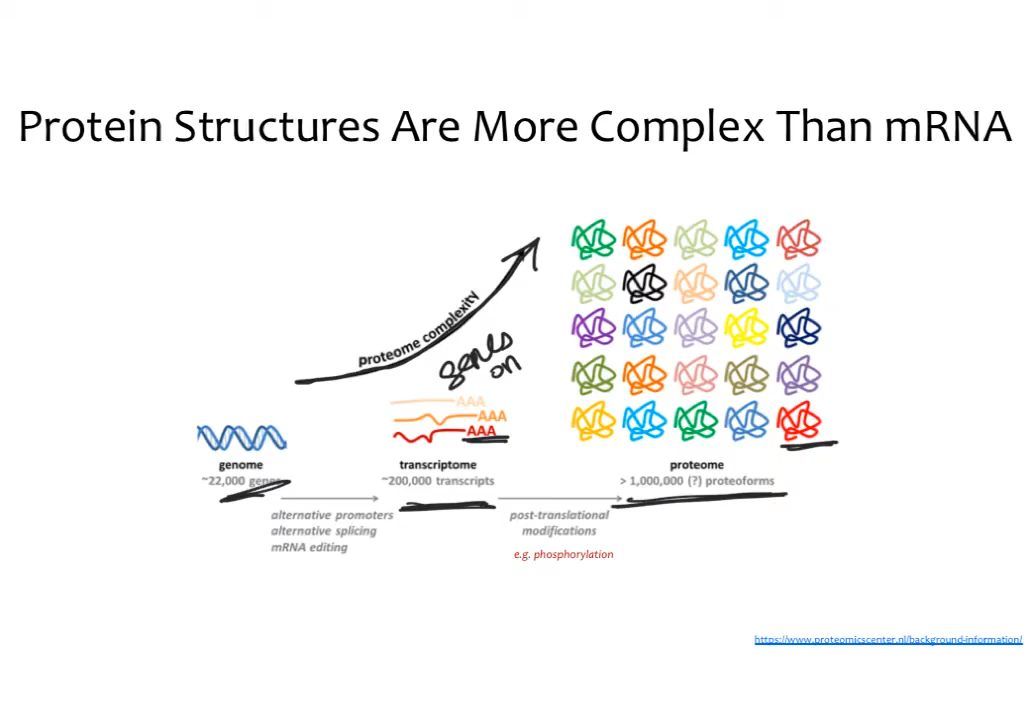 Protein Structures Are More Complex Than mRNA
proteome complexity
genes
on
AAA
AAA
AAA
genome
~22,000 genes
transcriptome
~200,000 transcripts
proteome
> 1,000,000 (?) proteoforms
alternative promoters
alternative splicing
mRNA editing
post-translational
modifications
e.g. phosphorylation
https://www.proteomicscenter.nl/background-information/